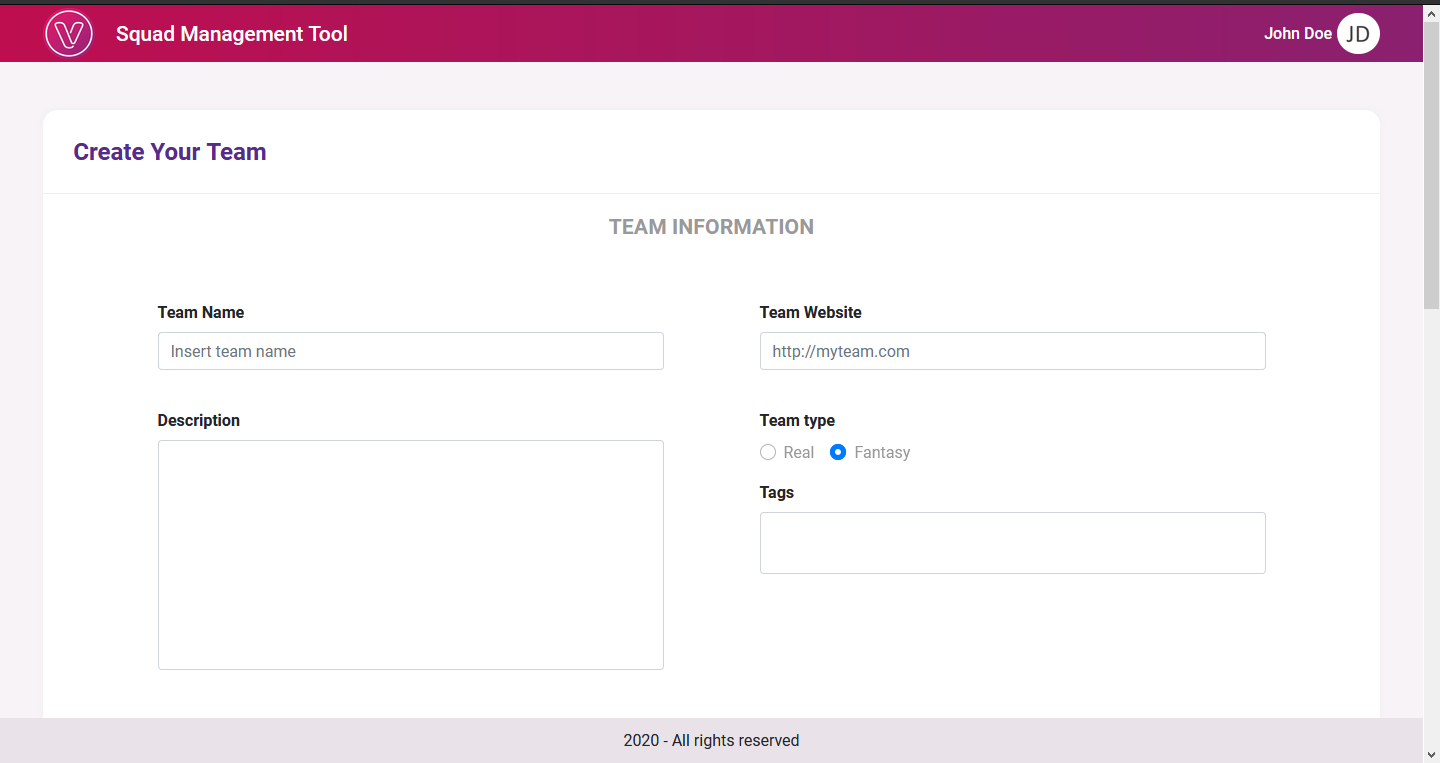 Squad Management Tool
John Doe JD
Create Your Team
TEAM INFORMATION
Team Name
Insert team name
Team Website
http://myteam.com
Description
Team type
Real Fantasy
Tags
2020 - All rights reserved